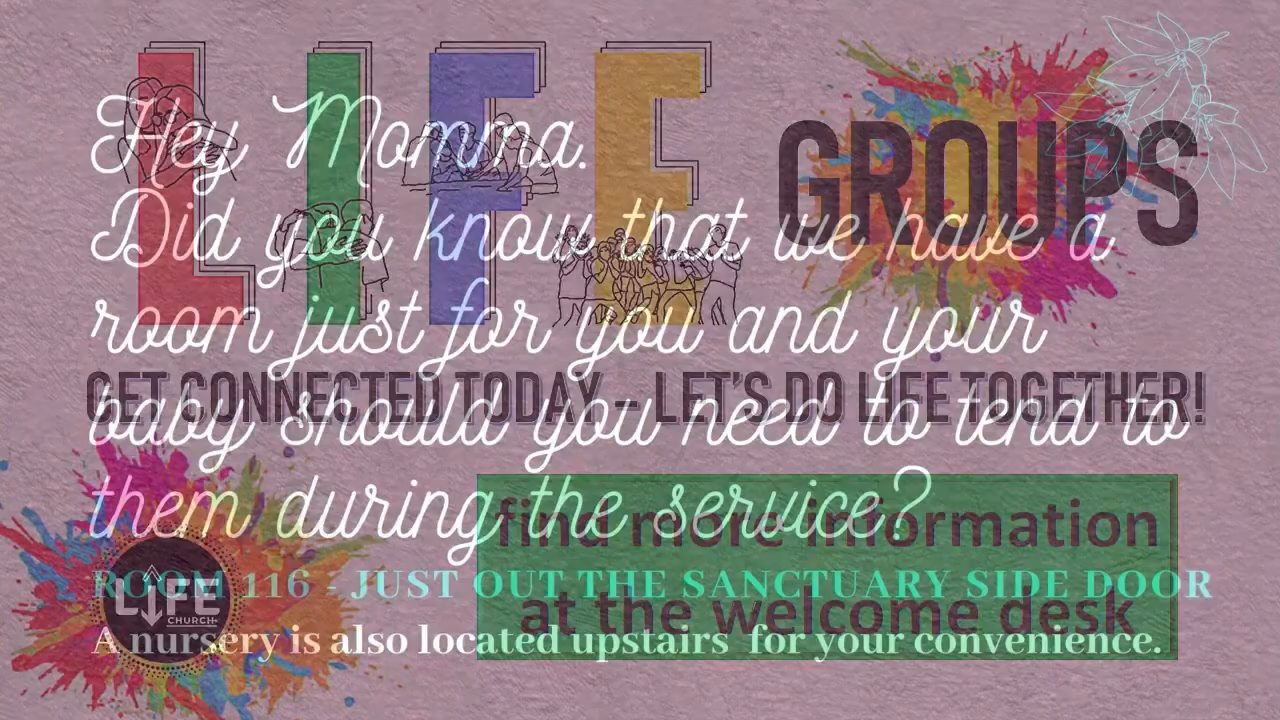 LIFE GROUPS
GET CONNECTED TODAY - LET'S DO LIFE TOGETHER!
find more information
at the welcome desk
LIFE
CHURCH
Hey Momma.
Did you know that we have a
room just for you and your
baby should you need to tend to
them during the service?
ROOM 116 - JUST OUT THE SANCTUARY SIDE DOOR
A nursery is also located upstairs for your convenience.